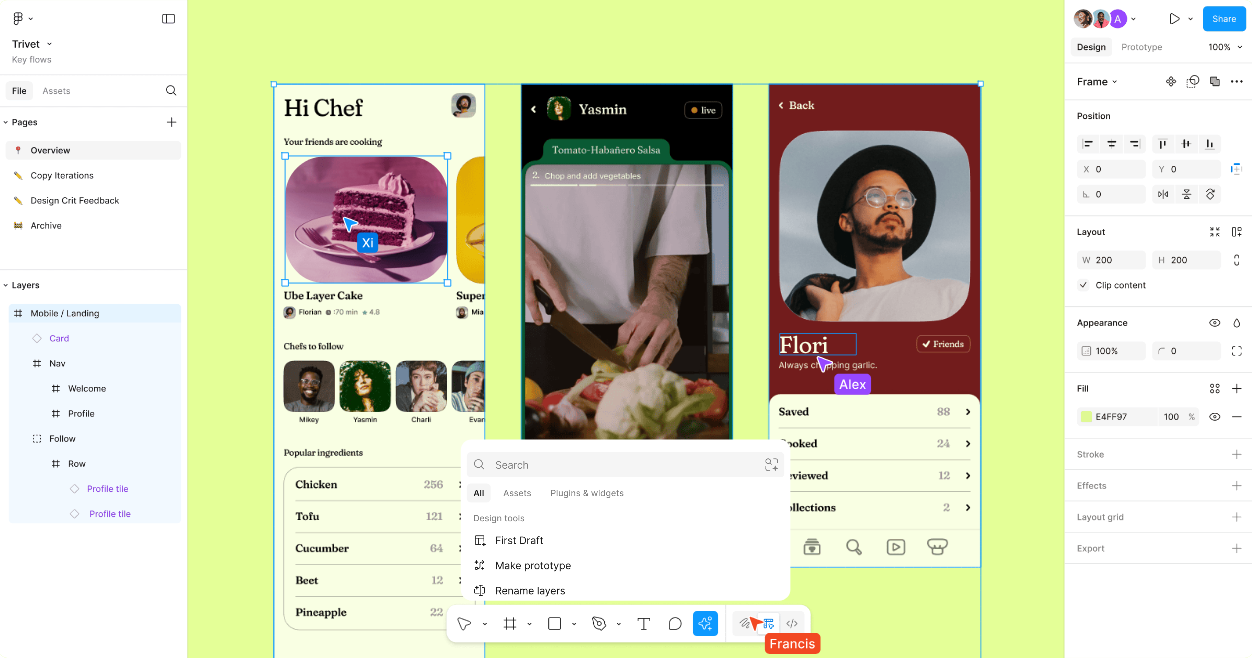 Trivet
Key flows
File
Assets
Pages
Overview
Copy Iterations
Design Crit Feedback
Archive
Layers
Mobile / Landing
Card
Nav
Welcome
Profile
Follow
Row
Profile tile
Profile tile
Hi Chef
Your friends are cooking
Xi
Ube Layer Cake
Super
Florian
70 min
4.8
Mia
Chefs to follow
Mikey
Yasmin
Charli
Evan
Popular ingredients
Chicken 256
Tofu 121
Cucumber 64
Beet 12
Pineapple 22
Yasmin
live
Tomato-Habañero Salsa
2. Chop and add vegetables
Back
Flori
Friends
Always chopping garlic.
Alex
Saved 88
ooked 24
eviewed 12
ollections 2
Search
All
Assets
Plugins & widgets
Design tools
First Draft
Make prototype
Rename layers
T
</>
Francis
A
Share
Design
Prototype
100%
Frame
Position
X 0
Y 0
0
Layout
W 200
H 200
Clip content
Appearance
100%
0
Fill
E4FF97 100 %
Stroke
Effects
Layout grid
Export